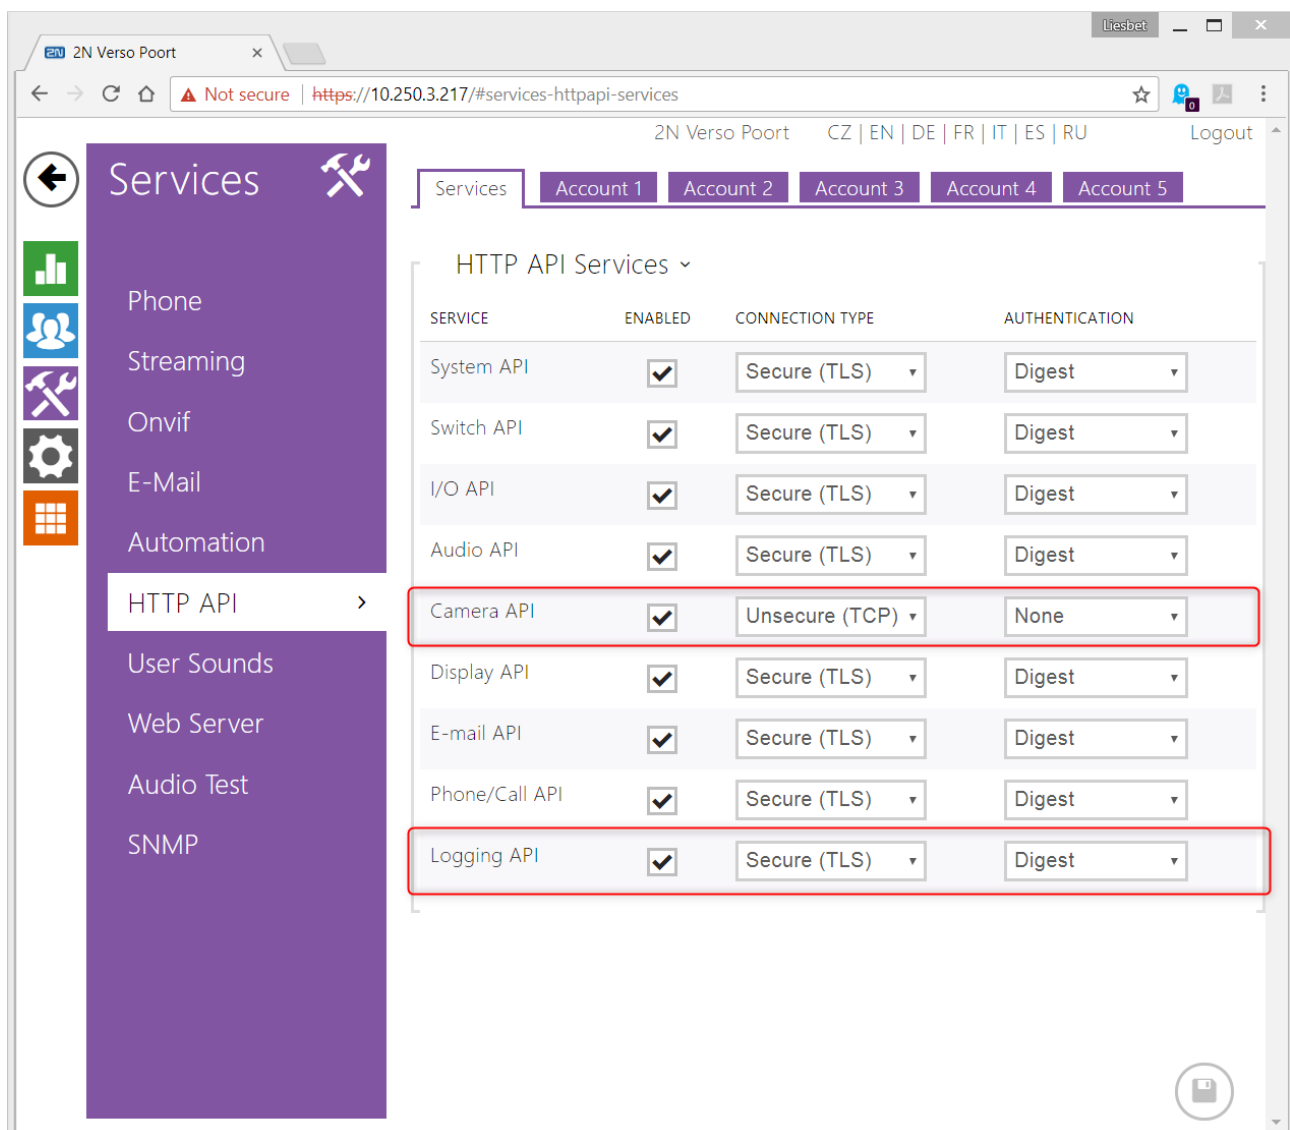 Liesbet
2N 2N Verso Poort
Not secure | https://10.250.3.217/#services-httpapi-services
0
2N Verso Poort CZ | EN | DE | FR | IT | ES | RU Logout
Services
Services Account 1 Account 2 Account 3 Account 4 Account 5
Phone
Streaming
Onvif
E-Mail
Automation
HTTP API
User Sounds
Web Server
Audio Test
SNMP
HTTP API Services
SERVICE ENABLED CONNECTION TYPE AUTHENTICATION
System API Secure (TLS) Digest
Switch API Secure (TLS) Digest
I/O API Secure (TLS) Digest
Audio API Secure (TLS) Digest
Camera API Unsecure (TCP) None
Display API Secure (TLS) Digest
E-mail API Secure (TLS) Digest
Phone/Call API Secure (TLS) Digest
Logging API Secure (TLS) Digest